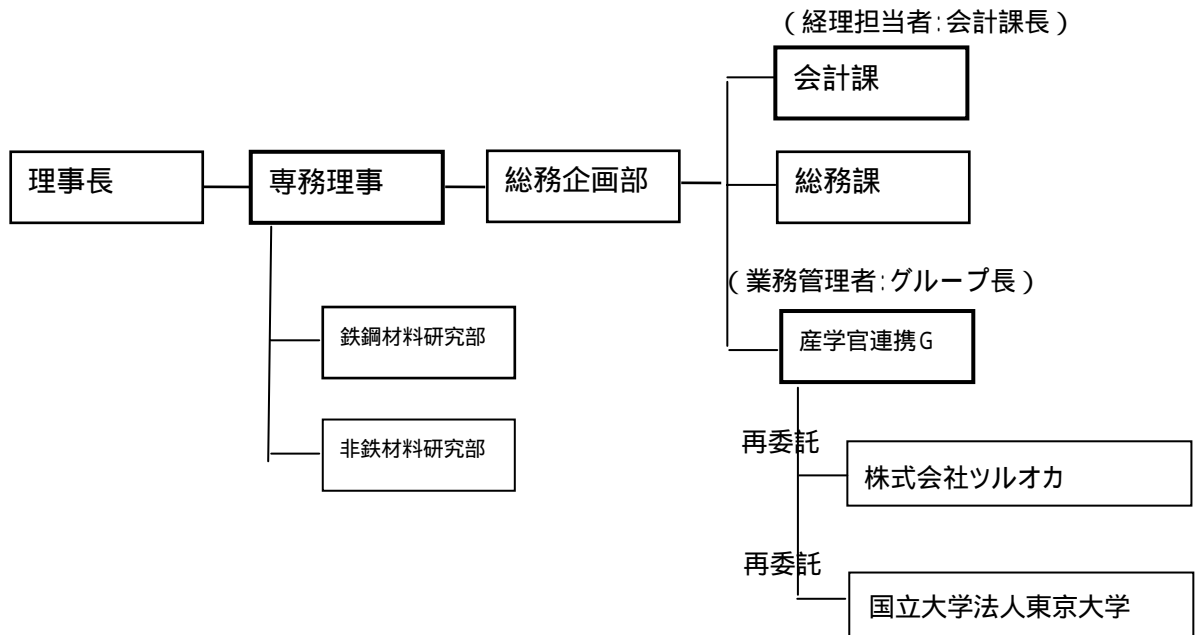 （経理担当者：会計課長）
会計課
理事長
専務理事
総務企画部
総務課
（業務管理者：グループ長）
鉄鋼材料研究部
産学官連携G
非鉄材料研究部
再委託
株式会社ツルオカ
再委託
国立大学法人東京大学